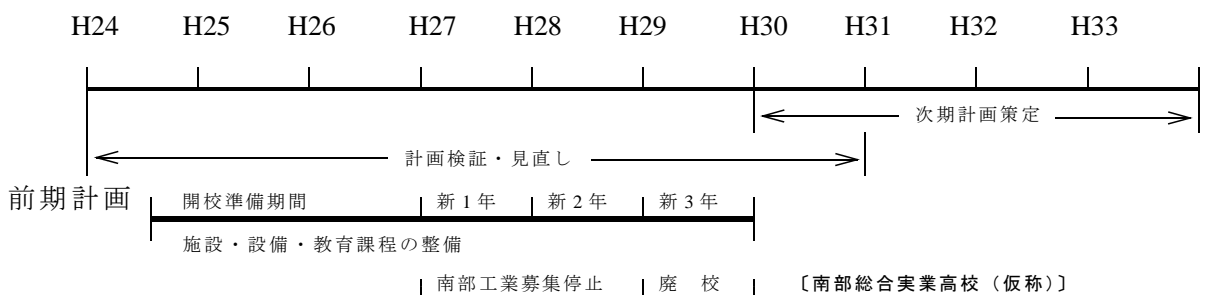 H24 H25 H26 H27 H28 H29 H30 H31 H32 H33
次期計画策定
計画検証・見直し
前期計画 開校準備期間 新1年 新2年 新3年
施設・設備・教育課程の整備
南部工業募集停止 廃 校 〔南部総合実業高校(仮称)〕